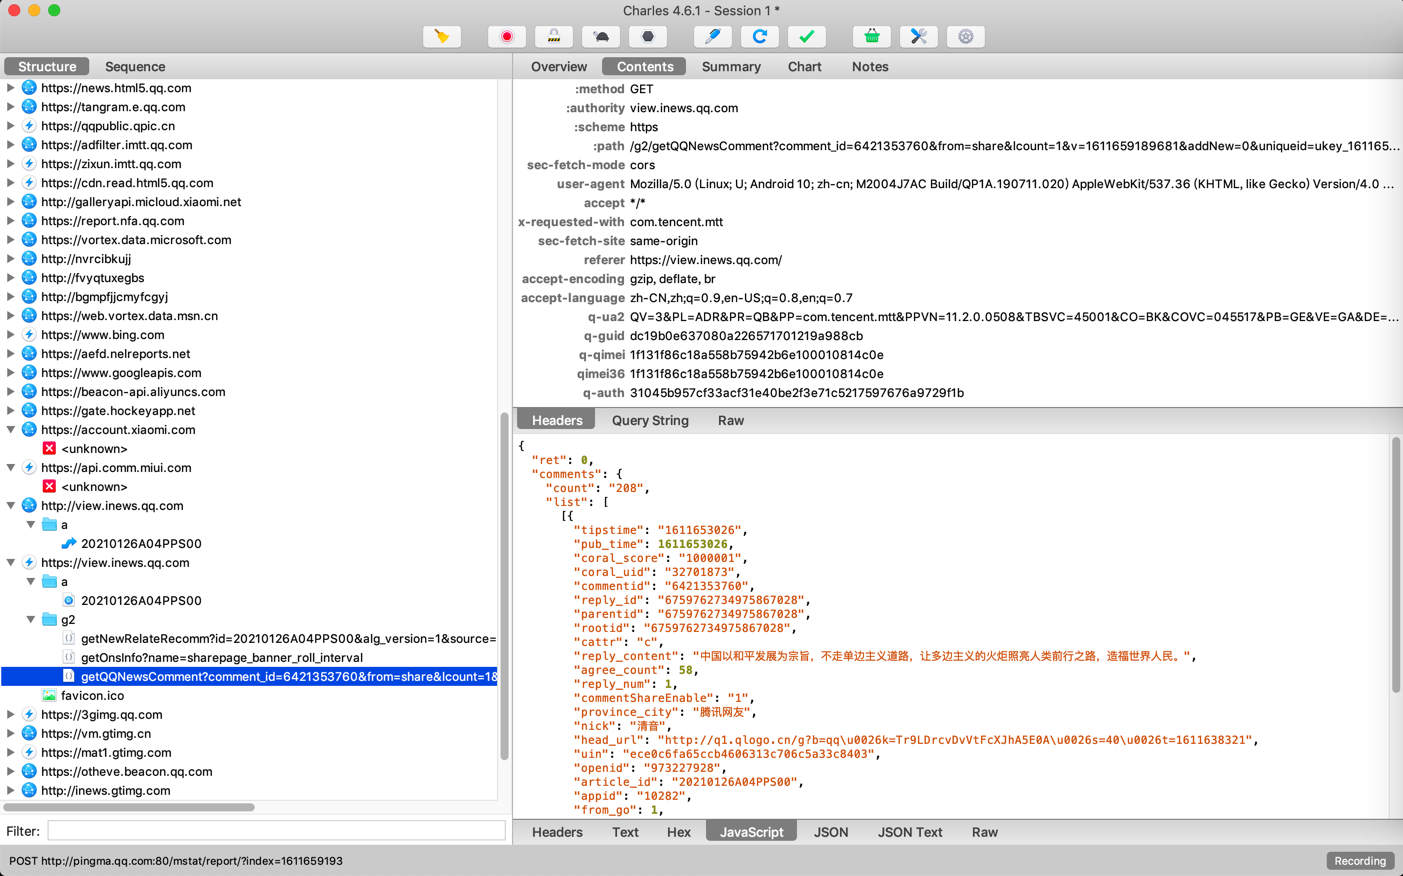 Charles 4.6.1 - Session 1 *
Structure
Sequence
https://news.html5.qq.com
https://tangram.e.qq.com
https://qqpublic.qpic.cn
https://adfilter.imtt.qq.com
https://zixun.imtt.qq.com
https://cdn.read.html5.qq.com
http://galleryapi.micloud.xiaomi.net
https://report.nfa.qq.com
https://vortex.data.microsoft.com
http://nvrcibkujj
http://fvyqtuxegbs
http://bgmpfjjcmyfcgyj
https://web.vortex.data.msn.cn
https://www.bing.com
https://aefd.nelreports.net
https://www.googleapis.com
https://beacon-api.aliyuncs.com
https://gate.hockeyapp.net
https://account.xiaomi.com
<unknown>
https://api.comm.miui.com
<unknown>
http://view.inews.qq.com
a
20210126A04PPS00
https://view.inews.qq.com
a
20210126A04PPS00
g2
getNewRelateRecomm?id=20210126A04PPS00&alg_version=1&source=
getOnsInfo?name=sharepage_banner_roll_interval
getQQNewsComment?comment_id=6421353760&from=share&lcount=1&
favicon.ico
https://3gimg.qq.com
https://vm.gtimg.cn
https://mat1.gtimg.com
https://otheve.beacon.qq.com
http://inews.gtimg.com
Filter:
Overview
Contents
Summary
Chart
Notes
:method GET
:authority view.inews.qq.com
:scheme https
:path /g2/getQQNewsComment?comment_id=6421353760&from=share&lcount=1&v=1611659189681&addNew=0&uniqueid=ukey_161165...
sec-fetch-mode cors
user-agent Mozilla/5.0 (Linux; U; Android 10; zh-cn; M2004J7AC Build/QP1A.190711.020) AppleWebKit/537.36 (KHTML, like Gecko) Version/4.0 ...
accept */*
x-requested-with com.tencent.mtt
sec-fetch-site same-origin
referer https://view.inews.qq.com/
accept-encoding gzip, deflate, br
accept-language zh-CN,zh;q=0.9,en-US;q=0.8,en;q=0.7
q-ua2 QV=3&PL=ADR&PR=QB&PP=com.tencent.mtt&PPVN=11.2.0.0508&TBSVC=45001&CO=BK&COVC=045517&PB=GE&VE=GA&DE=...
q-guid dc19b0e637080a226571701219a988cb
q-qimei 1f131f86c18a558b75942b6e100010814c0e
qimei36 1f131f86c18a558b75942b6e100010814c0e
q-auth 31045b957cf33acf31e40be2f3e71c5217597676a9729f1b
Headers
Query String
Raw
{
"ret": 0,
"comments": {
"count": "208",
"list": [
[{
"tipstime": "1611653026",
"pub_time": 1611653026,
"coral_score": "1000001",
"coral_uid": "32701873",
"commentid": "6421353760",
"reply_id": "6759762734975867028",
"parentid": "6759762734975867028",
"rootid": "6759762734975867028",
"cattr": "c",
"reply_content": "中国以和平发展为宗旨，不走单边主义道路，让多边主义的火炬照亮人类前行之路，造福世界人民。",
"agree_count": 58,
"reply_num": 1,
"commentShareEnable": "1",
"province_city": "腾讯网友",
"nick": "清音",
"head_url": "http://q1.qlogo.cn/g?b=qq\u0026k=Tr9LDrcvDvVtFcXJhA5E0A\u0026s=40\u0026t=1611638321",
"uin": "ece0c6fa65ccb4606313c706c5a33c8403",
"openid": "973227928",
"article_id": "20210126A04PPS00",
"appid": "10282",
"from_go": 1,
Headers
Text
Hex
JavaScript
JSON
JSON Text
Raw
POST http://pingma.qq.com:80/mstat/report/?index=1611659193
Recording